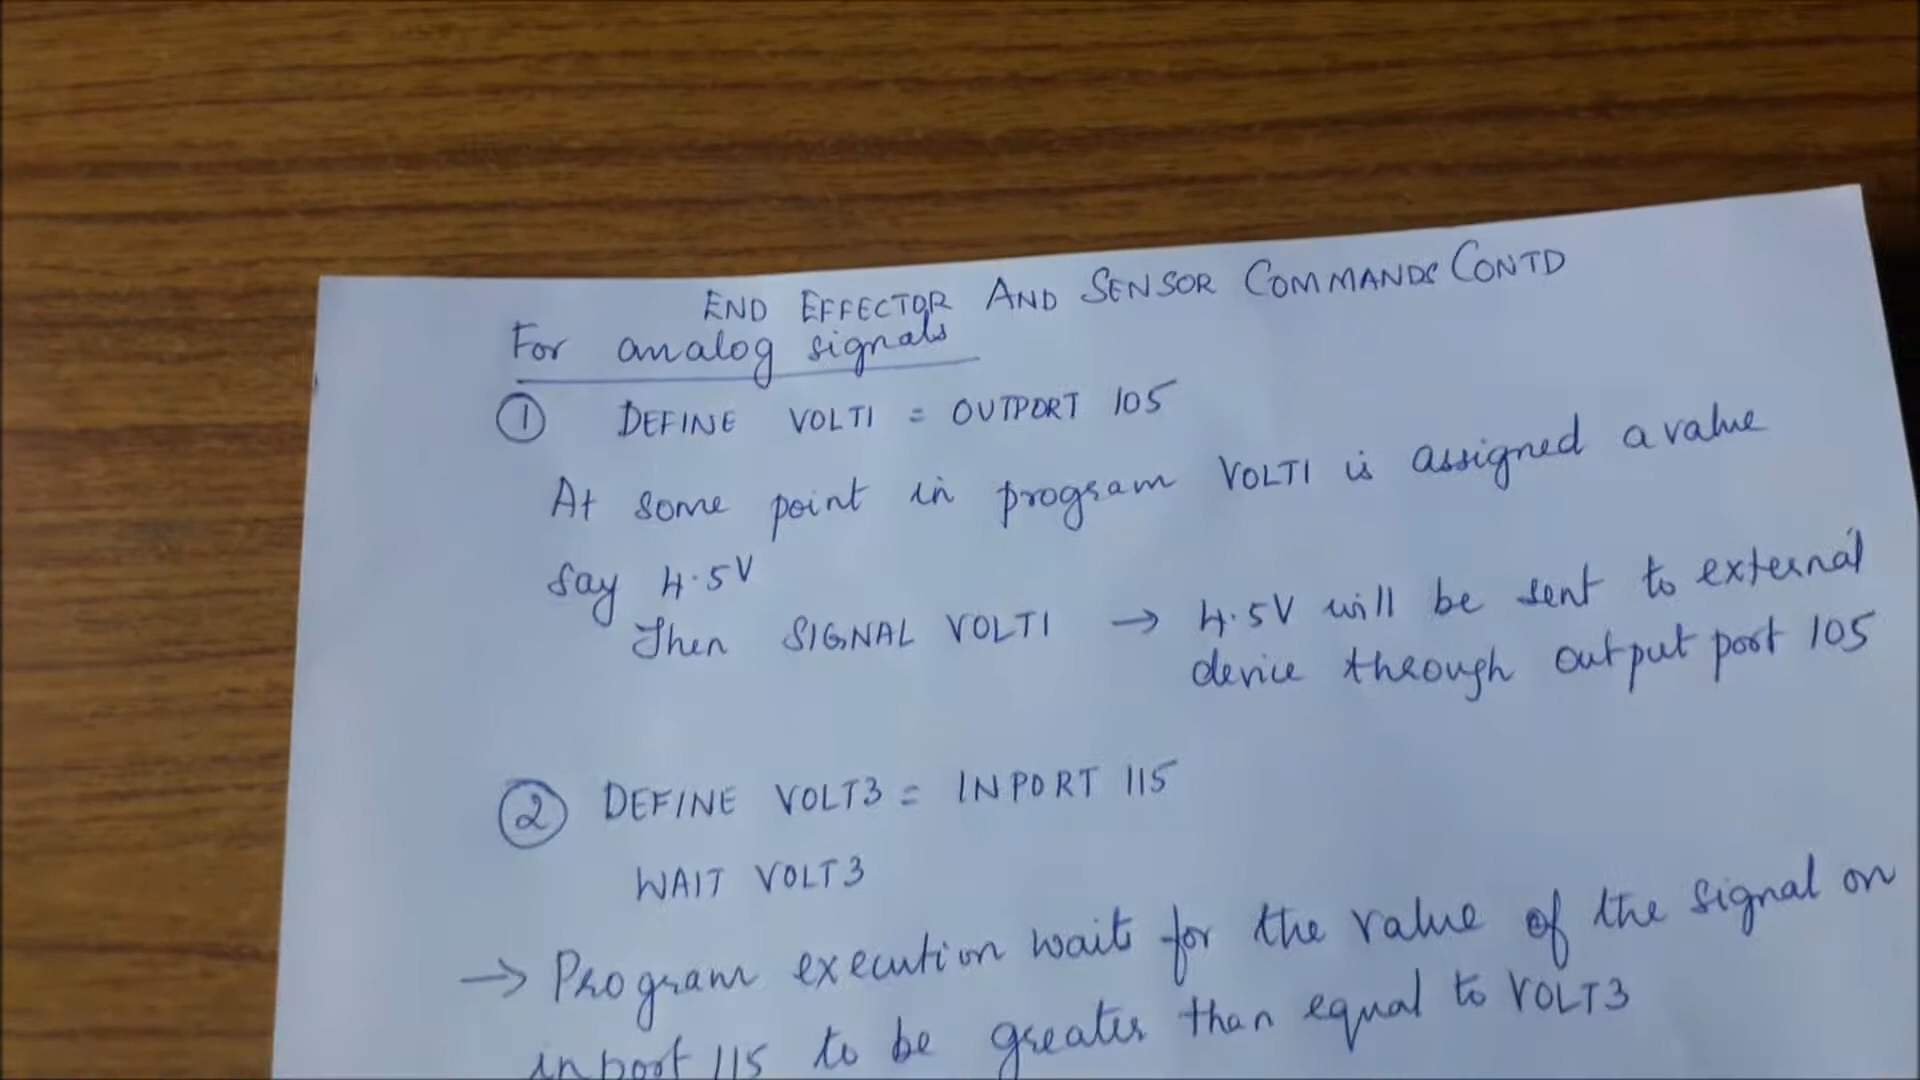 END EFFECTOR AND SENSOR COMMANDS CONTD
For analog signals
① DEFINE VOLT1 = OUTPORT 105
At some point in program VOLT1 is assigned a value
Say 4.5V
Then SIGNAL VOLT1 → 4.5V will be sent to external
device through output port 105
② DEFINE VOLT3 = INPORT 115
WAIT VOLT3
→ Program execution waits for the value of the signal on
inport 115 to be greater than equal to VOLT3